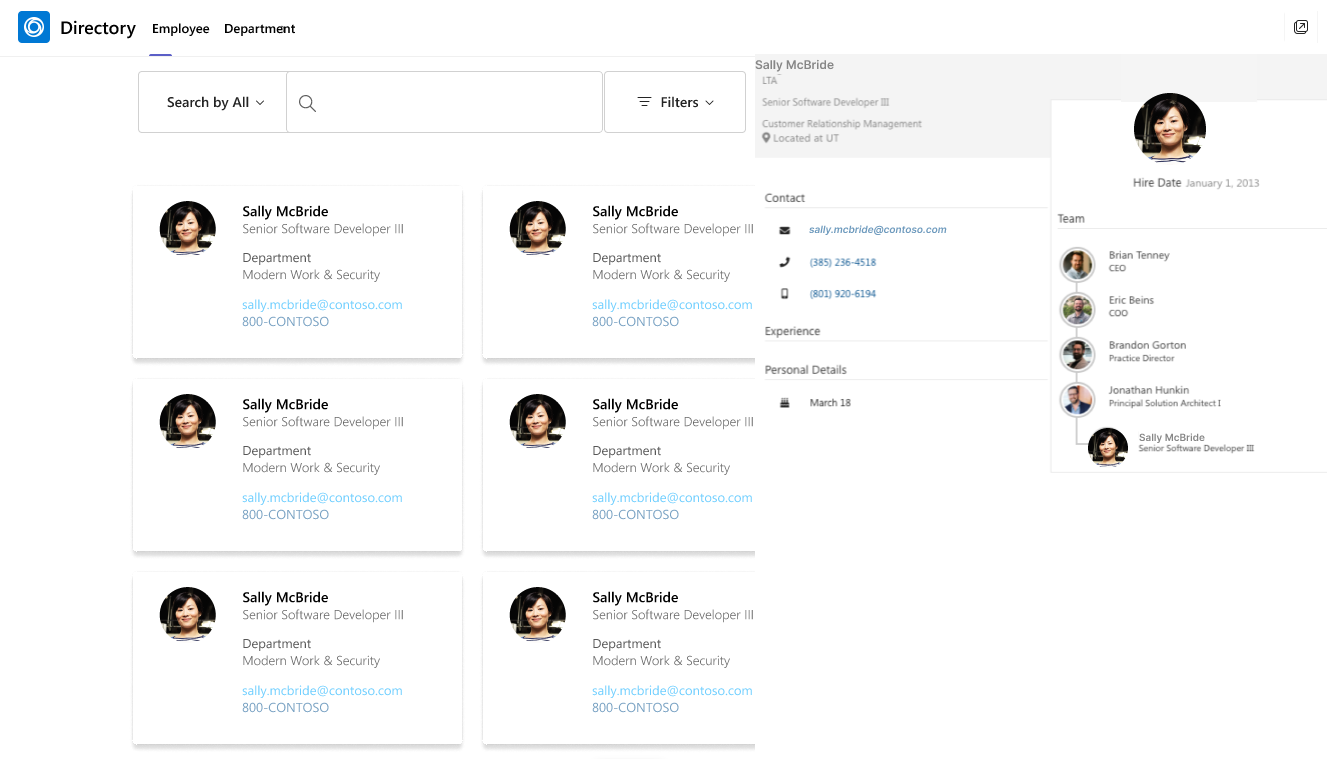 Directory Employee Department
Search by All
Filters
Sally McBride
Senior Software Developer III
Department
Modern Work & Security
sally.mcbride@contoso.com
800-CONTOSO
Sally McBride
Senior Software Developer III
Department
Modern Work & Security
sally.mcbride@contoso.com
800-CONTOSO
Sally McBride
Senior Software Developer III
Department
Modern Work & Security
sally.mcbride@contoso.com
800-CONTOSO
Sally McBride
Senior Software Developer III
Department
Modern Work & Security
sally.mcbride@contoso.com
800-CONTOSO
Sally McBride
Senior Software Developer III
Department
Modern Work & Security
sally.mcbride@contoso.com
800-CONTOSO
Sally McBride
Senior Software Developer III
Department
Modern Work & Security
sally.mcbride@contoso.com
800-CONTOSO
Sally McBride
LTA
Senior Software Developer III
Customer Relationship Management
Located at UT
Contact
sally.mcbride@contoso.com
(385) 236-4518
(801) 920-6194
Experience
Personal Details
March 18
Hire Date January 1, 2013
Team
Brian Tenney
CEO
Eric Beins
COO
Brandon Gorton
Practice Director
Jonathan Hunkin
Principal Solution Architect I
Sally McBride
Senior Software Developer III